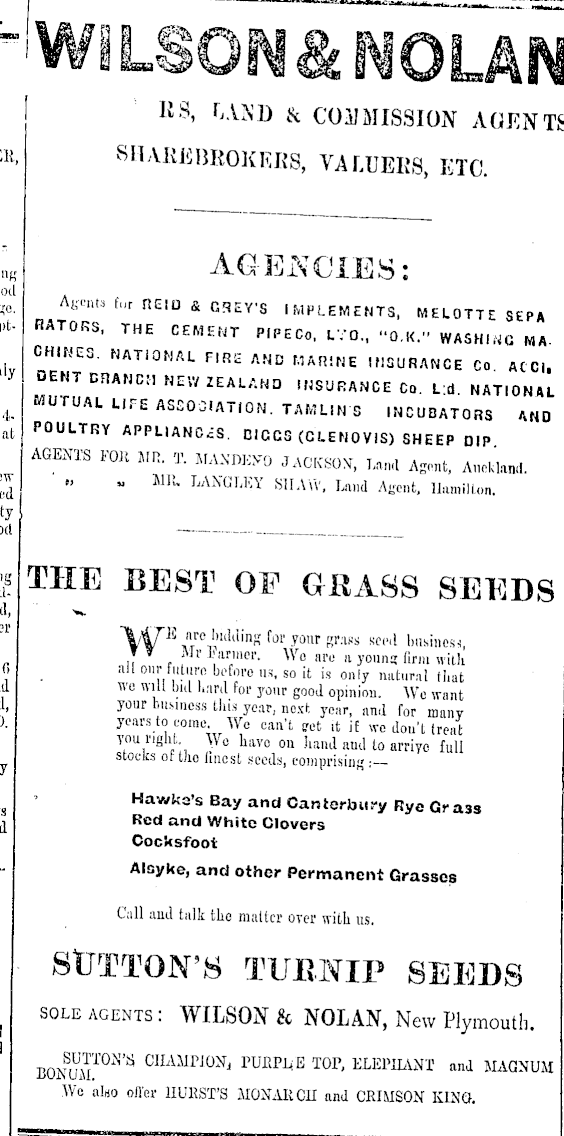 WILSON & NOLAN
RS, LAND & COMMISSION AGENTS
SHAREBROKERS, VALUERS, ETC.
AGENCIES:
Agents for REID & GREY'S IMPLEMENTS, MELOTTE SEPA
RATORS, THE CEMENT PIPECo, LTD., "O.K." WASHING MA-
CHINES. NATIONAL FIRE AND MARINE INSURANCE Co. ACCI-
DENT BRANCH NEW ZEALAND INSURANCE Co. Ltd. NATIONAL
MUTUAL LIFE ASSOCIATION. TAMLIN'S INCUBATORS AND
POULTRY APPLIANCES. BIGGS (GLENOVIS) SHEEP DIP.
AGENTS FOR MR. T. MANDENO JACKSON, Land Agent, Auckland.
" " MR. LANGLEY SHAW, Land Agent, Hamilton.
THE BEST OF GRASS SEEDS
WE are bidding for your grass seed business,
Mr Farmer. We are a young firm with
all our future before us, so it is only natural that
we will bid hard for your good opinion. We want
your business this year, next year, and for many
years to come. We can't get it if we don't treat
you right. We have on hand and to arrive full
stocks of the finest seeds, comprising :—
Hawke's Bay and Canterbury Rye Grass
Red and White Clovers
Cocksfoot
Alsyke, and other Permanent Grasses
Call and talk the matter over with us.
SUTTON'S TURNIP SEEDS
SOLE AGENTS: WILSON & NOLAN, New Plymouth.
SUTTON'S CHAMPION, PURPLE TOP, ELEPHANT and MAGNUM
BONUM.
We also offer HURST'S MONARCH and CRIMSON KING.